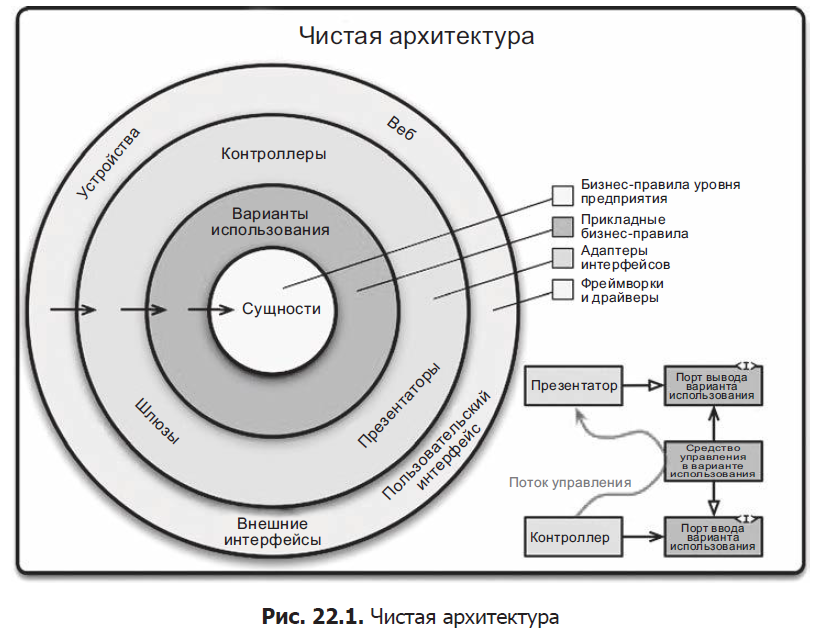 Чистая архитектура
Устройства
Веб
Контроллеры
Варианты
использования
Сущности
Шлюзы
Презентаторы
Пользовательский
интерфейс
Внешние
интерфейсы
Бизнес-правила уровня
предприятия
Прикладные
бизнес-правила
Адаптеры
интерфейсов
Фреймворки
и драйверы
Презентатор
<I>
Порт вывода
варианта
использования
Средство
управления
в варианте
использования
Поток управления
Контроллер
<I>
Порт ввода
варианта
использования
Рис. 22.1. Чистая архитектура